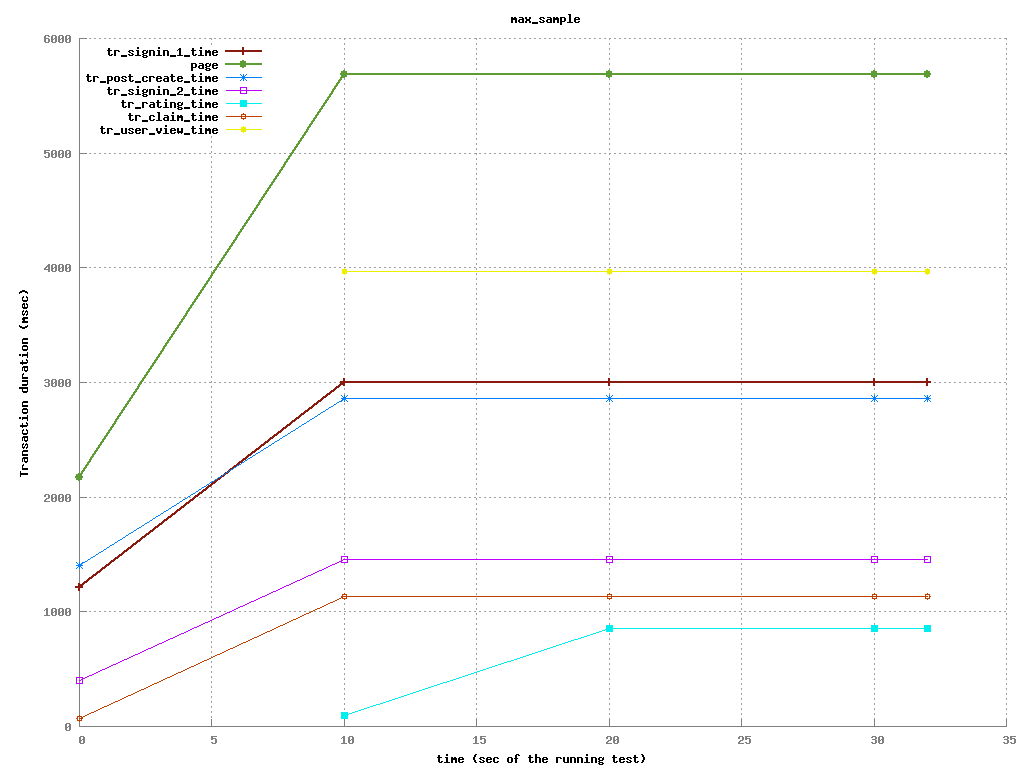 max_sample
6000
5000
4000
3000
2000
1000
0
tr_signin_1_time
page
tr_post_create_time
tr_signin_2_time
tr_rating_time
tr_claim_time
tr_user_view_time
Transaction duration (msec)
0 5 10 15 20 25 30 35
time (sec of the running test)